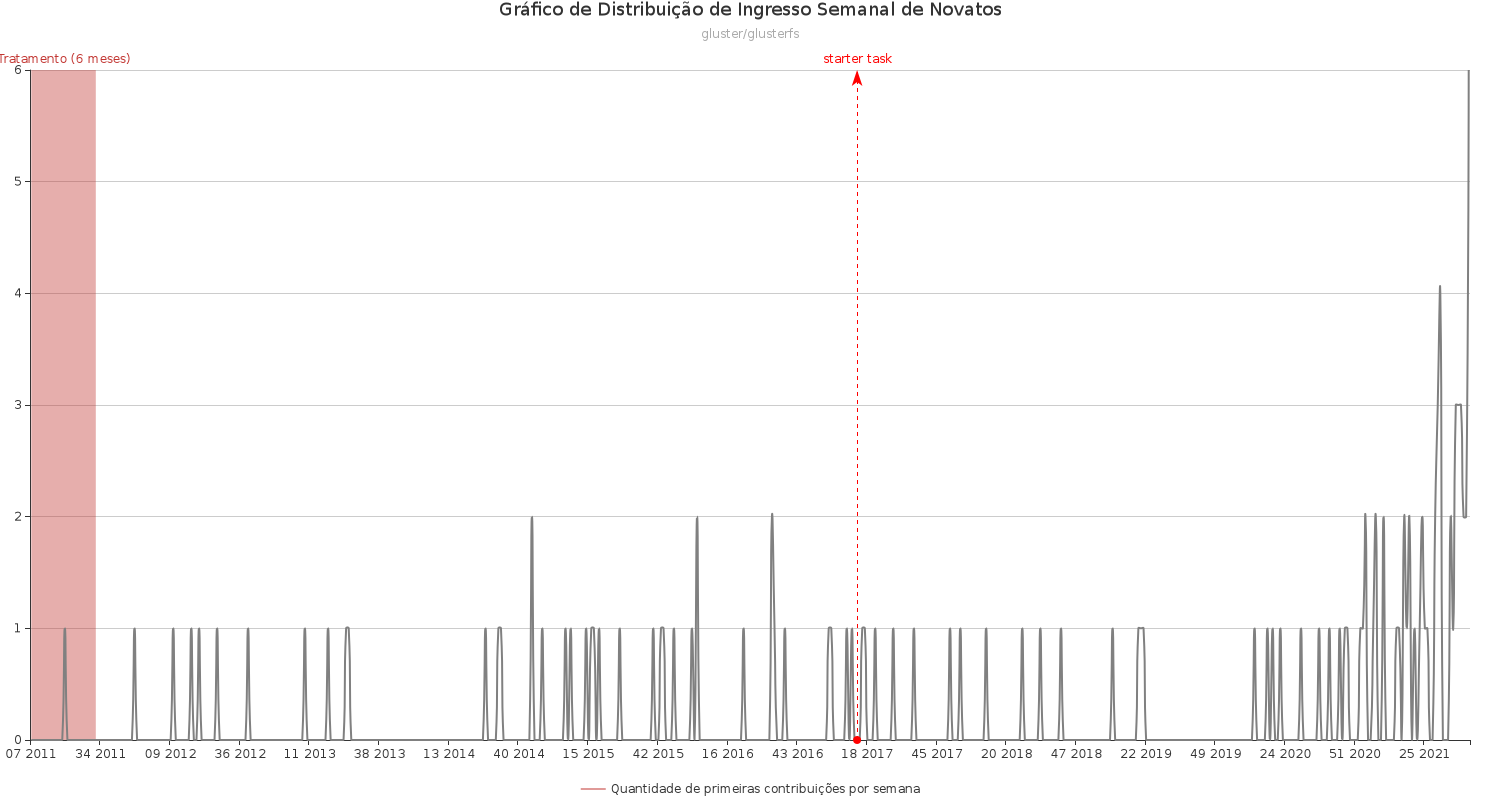 Gráfico de Distribuição de Ingresso Semanal de Novatos
gluster/glusterfs
Tratamento (6 meses)
starter task
6
5
4
3
2
1
0
07 2011 34 2011 09 2012 36 2012 11 2013 38 2013 13 2014 40 2014 15 2015 42 2015 16 2016 43 2016 18 2017 45 2017 20 2018 47 2018 22 2019 49 2019 24 2020 51 2020 25 2021
Quantidade de primeiras contribuições por semana